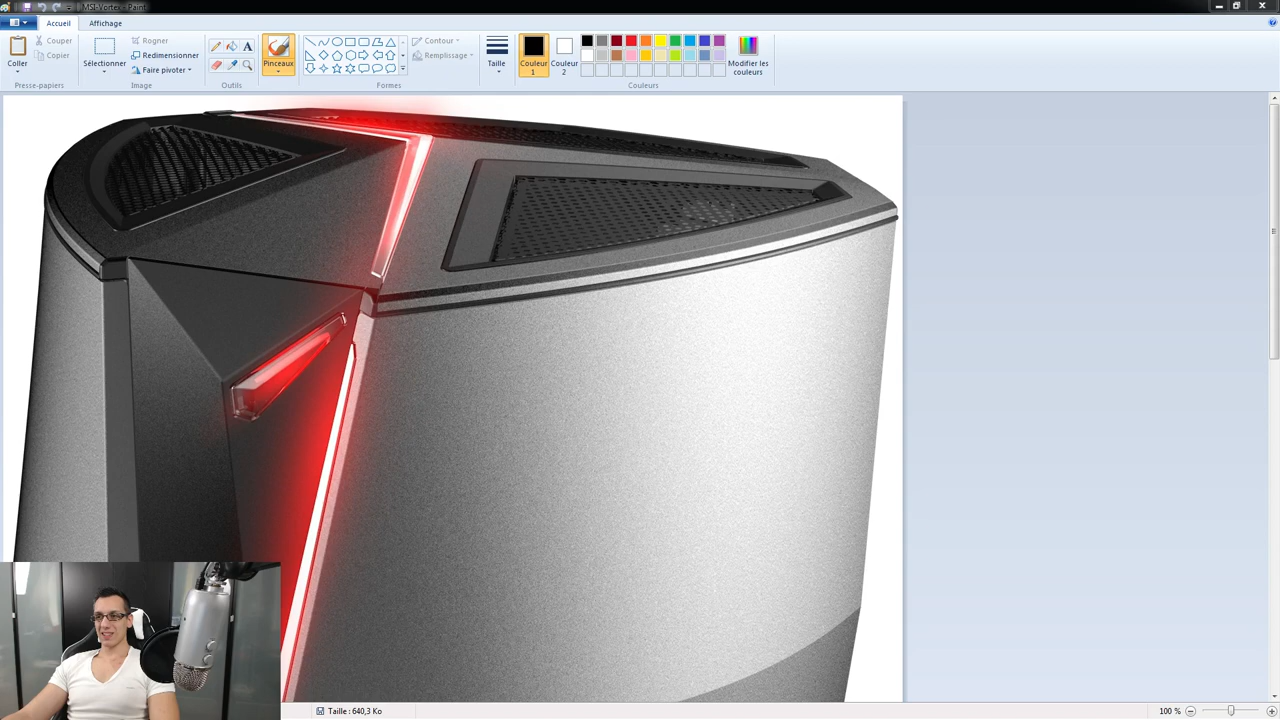 MSI-Vortex - Paint
Accueil Affichage
Coller
Couper
Copier
Presse-papiers
Sélectionner
Rogner
Redimensionner
Faire pivoter
Image
A
Outils
Pinceaux
Contour
Remplissage
Formes
Taille
Couleur
1
Couleur
2
Modifier les
couleurs
Couleurs
Taille : 640,3 Ko
100 %